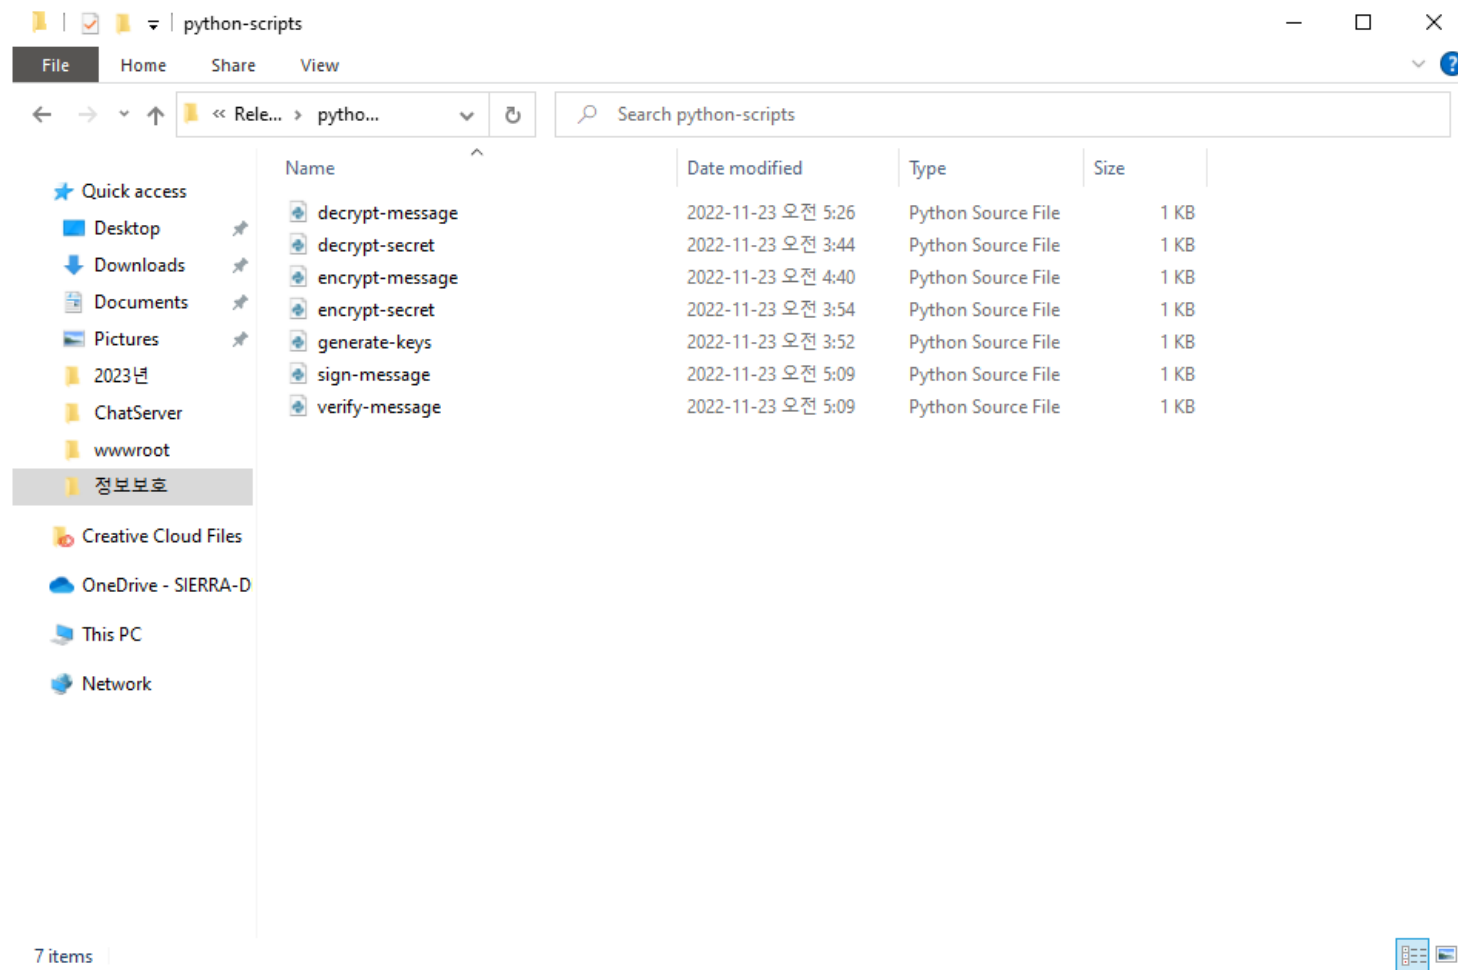 python-scripts
File Home Share View
« Rele... › pytho... Search python-scripts
Name Date modified Type Size
Quick access
Desktop
Downloads
Documents
Pictures
2023년
ChatServer
wwwroot
정보보호
Creative Cloud Files
OneDrive - SIERRA-D
This PC
Network
decrypt-message 2022-11-23 오전 5:26 Python Source File 1 KB
decrypt-secret 2022-11-23 오전 3:44 Python Source File 1 KB
encrypt-message 2022-11-23 오전 4:40 Python Source File 1 KB
encrypt-secret 2022-11-23 오전 3:54 Python Source File 1 KB
generate-keys 2022-11-23 오전 3:52 Python Source File 1 KB
sign-message 2022-11-23 오전 5:09 Python Source File 1 KB
verify-message 2022-11-23 오전 5:09 Python Source File 1 KB
7 items